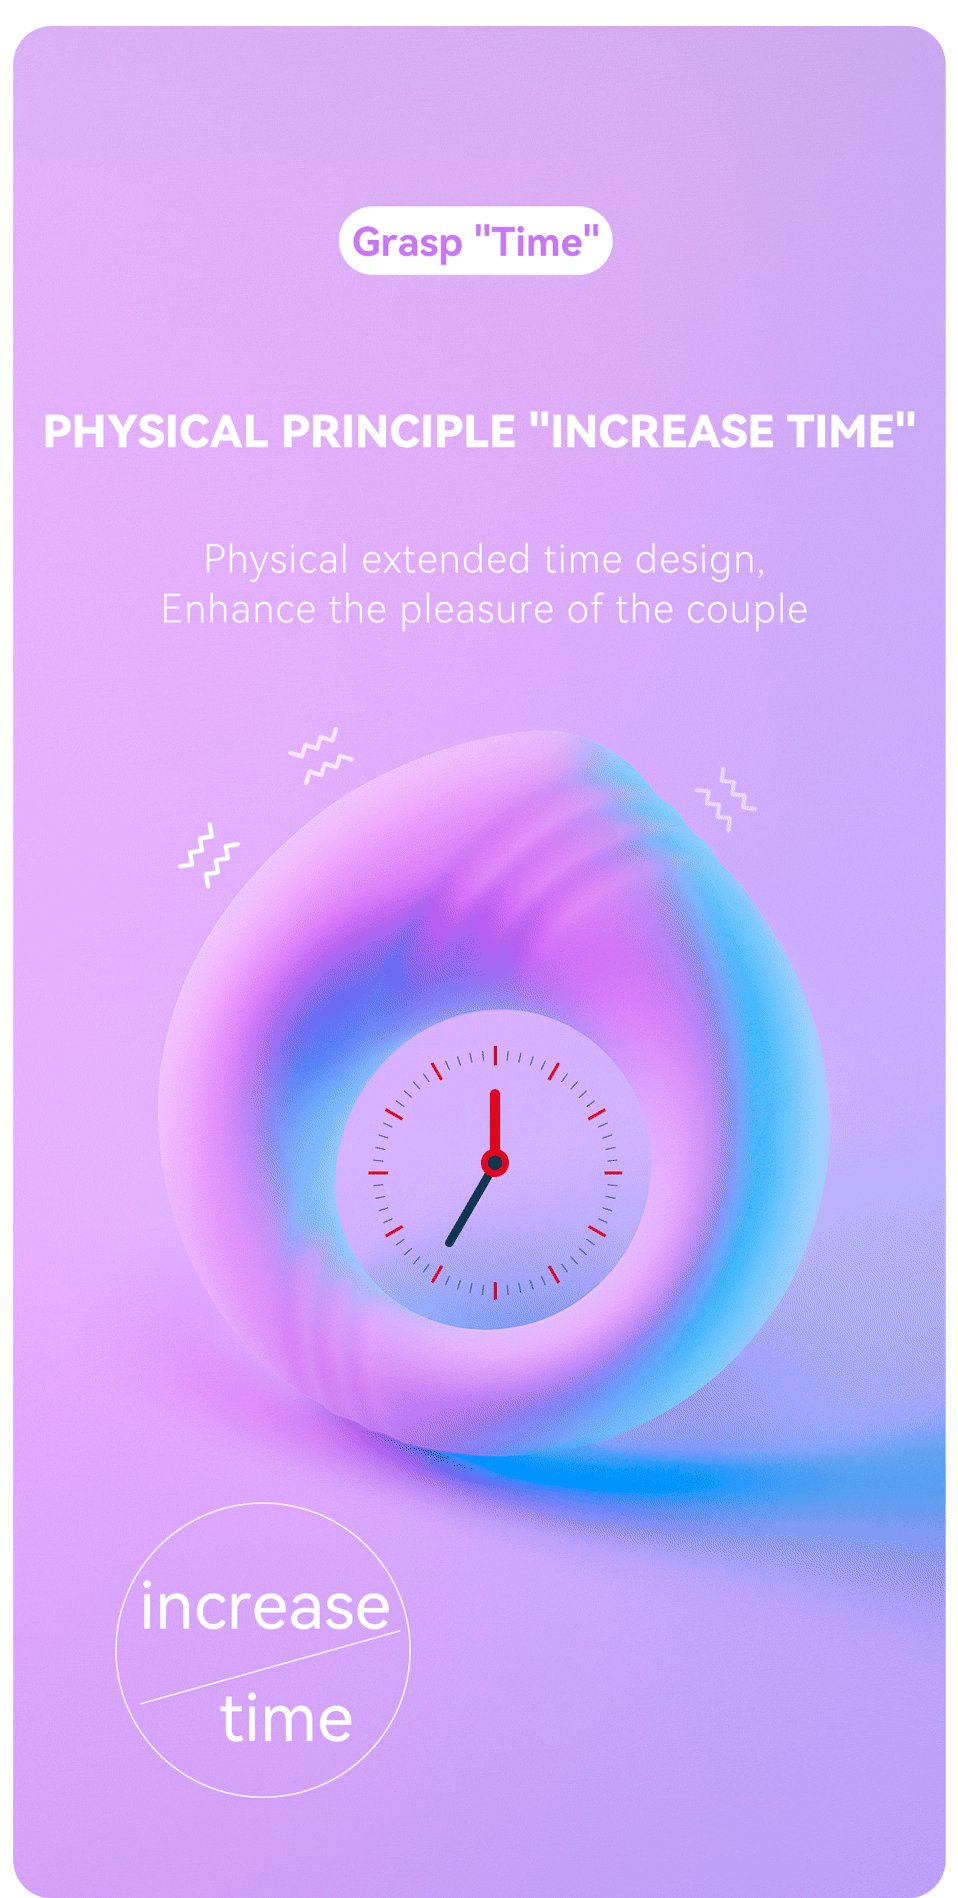 Grasp "Time"
PHYSICAL PRINCIPLE "INCREASE TIME"
Physical extended time design,
Enhance the pleasure of the couple
increase
time